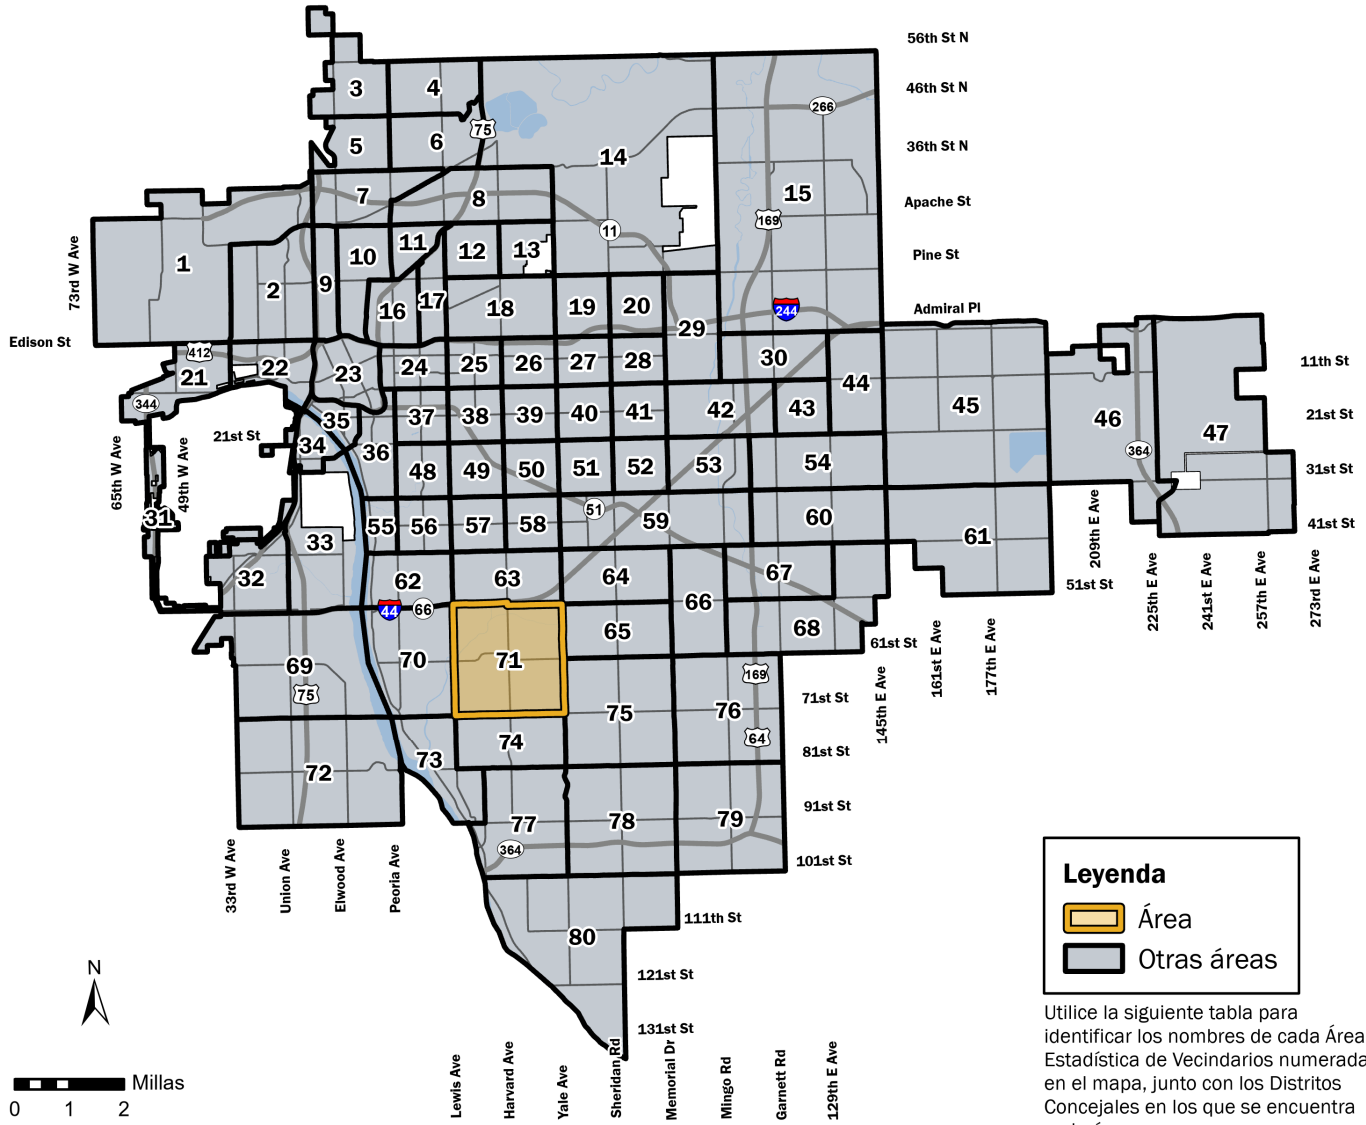 56th St N
46th St N
36th St N
Apache St
Pine St
Admiral Pl
73rd W Ave
Edison St
11th St
21st St
31st St
41st St
65th W Ave
49th W Ave
21st St
209th E Ave
51st St
225th E Ave
241st E Ave
257th E Ave
273rd E Ave
61st St
145th E Ave
161st E Ave
177th E Ave
71st St
81st St
91st St
101st St
111th St
121st St
131st St
33rd W Ave
Union Ave
Elwood Ave
Peoria Ave
Lewis Ave
Harvard Ave
Yale Ave
Sheridan Rd
Memorial Dr
Mingo Rd
Garnett Rd
129th E Ave
1
2
3
4
5
6
7
8
9
10
11
12
13
14
15
16
17
18
19
20
21
22
23
24
25
26
27
28
29
30
31
32
33
34
35
36
37
38
39
40
41
42
43
44
45
46
47
48
49
50
51
52
53
54
55
56
57
58
59
60
61
62
63
64
65
66
67
68
69
70
71
72
73
74
75
76
77
78
79
80
75
266
169
11
244
412
344
364
51
44
66
75
169
64
364
N
Millas
0 1 2
Leyenda
Área
Otras áreas
Utilice la siguiente tabla para
identificar los nombres de cada Área
Estadística de Vecindarios numerada
en el mapa, junto con los Distritos
Concejales en los que se encuentra